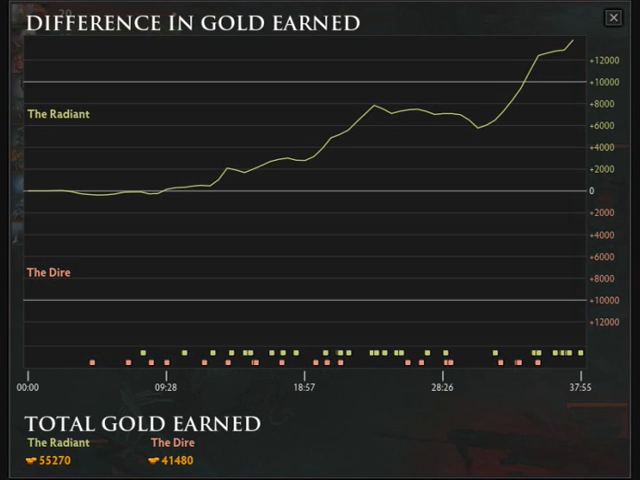 DIFFERENCE IN GOLD EARNED
+12000
+10000
+8000
The Radiant
+6000
+4000
+2000
0
+2000
+4000
+6000
The Dire
+8000
+10000
+12000
00:00 09:28 18:57 28:26 37:55
TOTAL GOLD EARNED
The Radiant The Dire
55270 41480